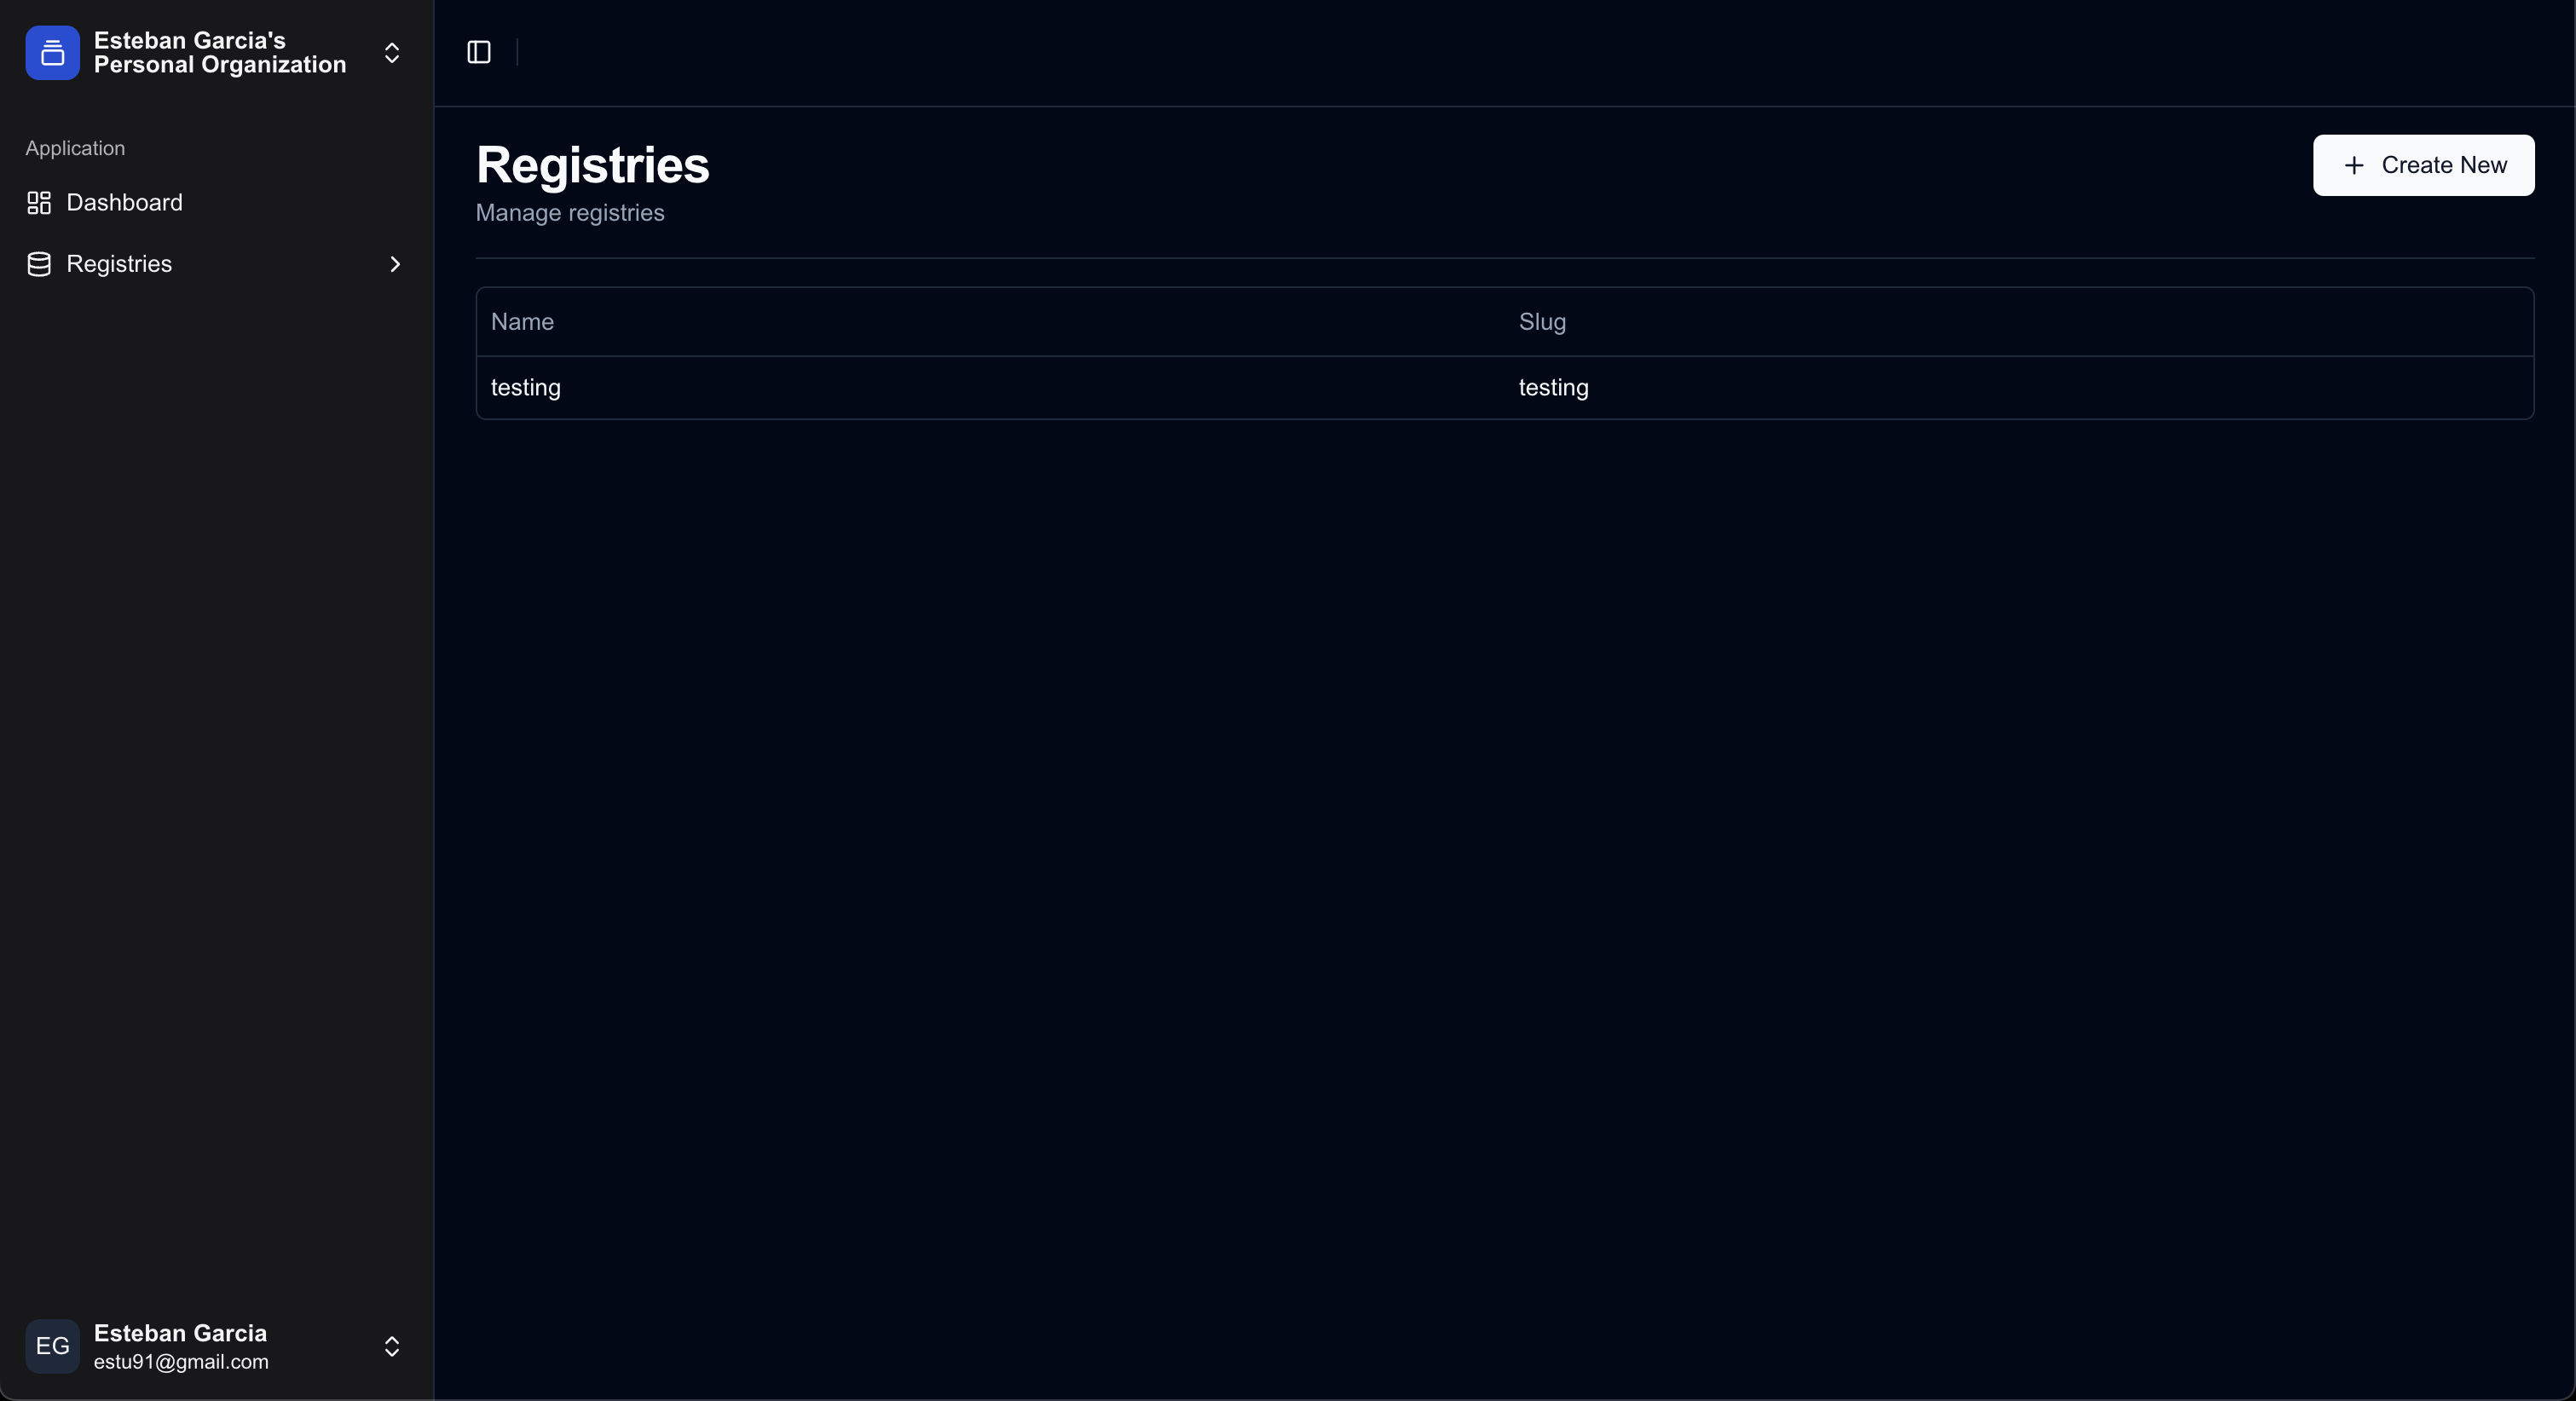 Esteban Garcia's
Personal Organization
Application
Dashboard
Registries
Registries
Manage registries
Create New
Name Slug
testing testing
EG
Esteban Garcia
estu91@gmail.com